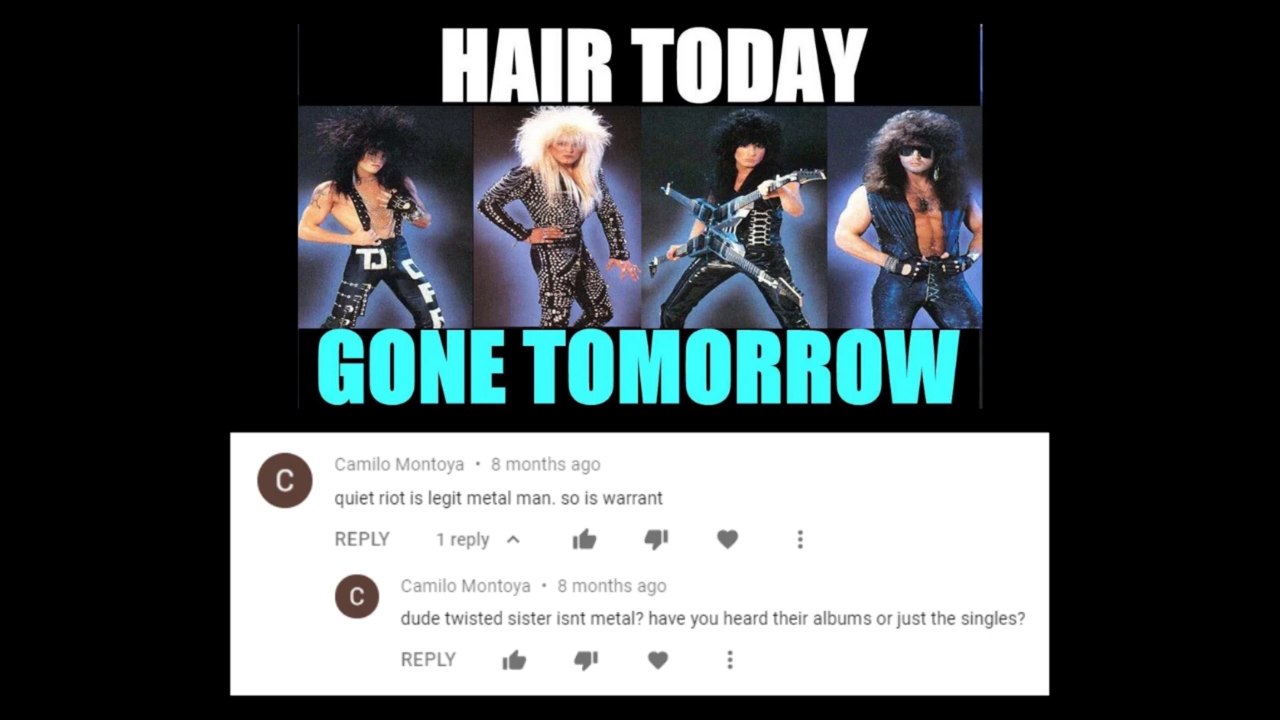 HAIR TODAY
GONE TOMORROW
C
Camilo Montoya • 8 months ago
quiet riot is legit metal man. so is warrant
REPLY 1 reply
C
Camilo Montoya • 8 months ago
dude twisted sister isnt metal? have you heard their albums or just the singles?
REPLY